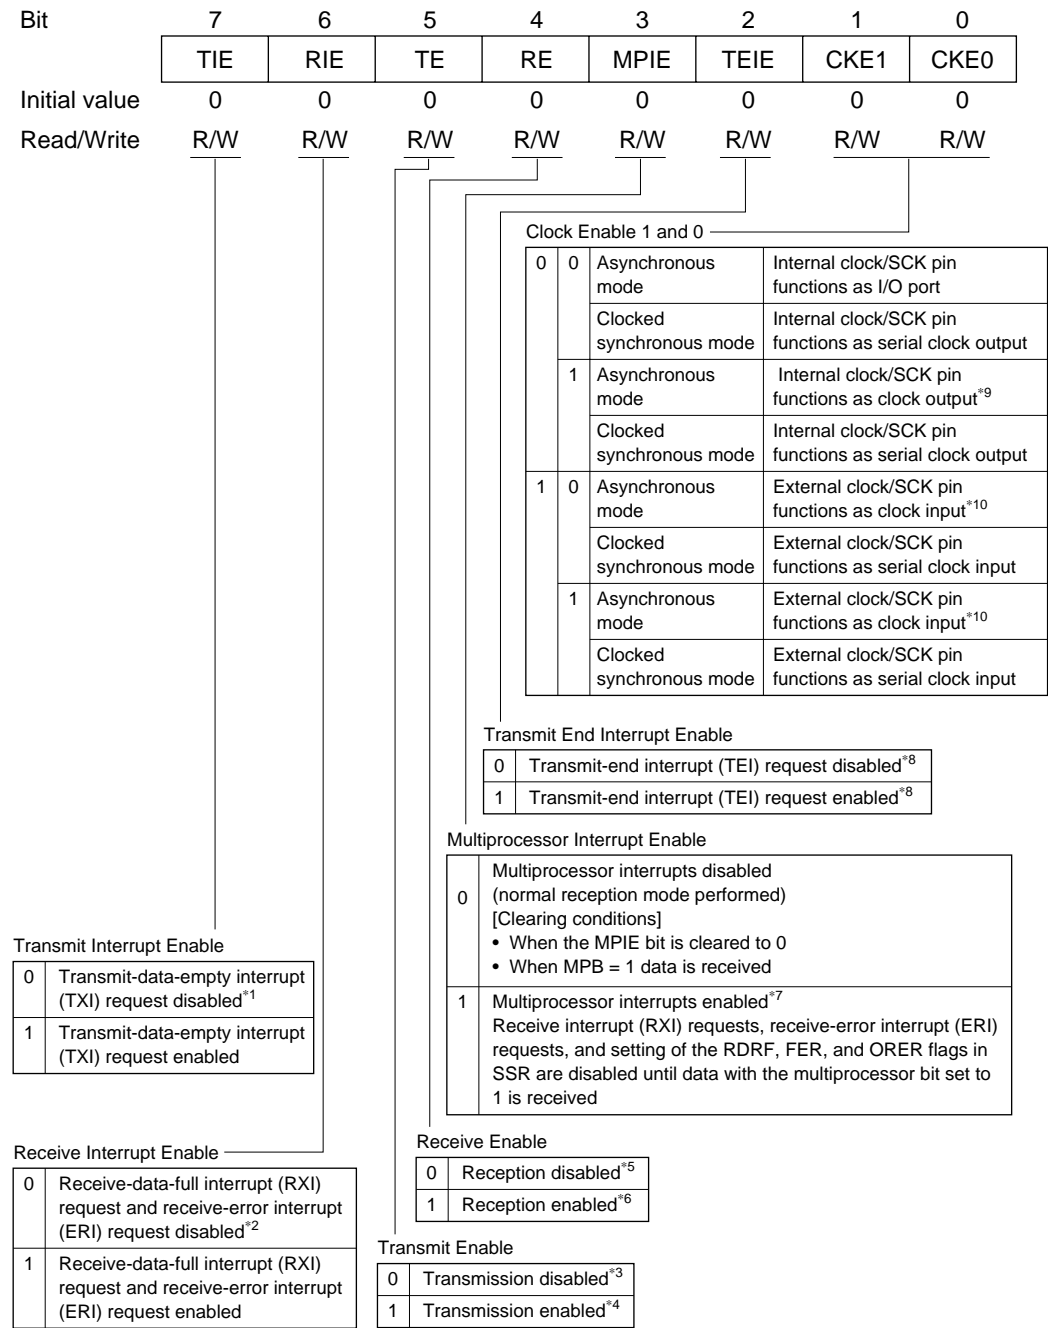 Bit 7 6 5 4 3 2 1 0
TIE RIE TE RE MPIE TEIE CKE1 CKE0
Initial value 0 0 0 0 0 0 0 0
Read/Write R/W R/W R/W R/W R/W R/W R/W R/W
Clock Enable 1 and 0
0 0 Asynchronous mode Internal clock/SCK pin functions as I/O port
Clocked synchronous mode Internal clock/SCK pin functions as serial clock output
1 Asynchronous mode Internal clock/SCK pin functions as clock output*9
Clocked synchronous mode Internal clock/SCK pin functions as serial clock output
1 0 Asynchronous mode External clock/SCK pin functions as clock input*10
Clocked synchronous mode External clock/SCK pin functions as serial clock input
1 Asynchronous mode External clock/SCK pin functions as clock input*10
Clocked synchronous mode External clock/SCK pin functions as serial clock input
Transmit End Interrupt Enable
0 Transmit-end interrupt (TEI) request disabled*8
1 Transmit-end interrupt (TEI) request enabled*8
Multiprocessor Interrupt Enable
0 Multiprocessor interrupts disabled
(normal reception mode performed)
[Clearing conditions]
• When the MPIE bit is cleared to 0
• When MPB = 1 data is received
1 Multiprocessor interrupts enabled*7
Receive interrupt (RXI) requests, receive-error interrupt (ERI)
requests, and setting of the RDRF, FER, and ORER flags in
SSR are disabled until data with the multiprocessor bit set to
1 is received
Transmit Interrupt Enable
0 Transmit-data-empty interrupt
(TXI) request disabled*1
1 Transmit-data-empty interrupt
(TXI) request enabled
Receive Enable
0 Reception disabled*5
1 Reception enabled*6
Receive Interrupt Enable
0 Receive-data-full interrupt (RXI)
request and receive-error interrupt
(ERI) request disabled*2
1 Receive-data-full interrupt (RXI)
request and receive-error interrupt
(ERI) request enabled
Transmit Enable
0 Transmission disabled*3
1 Transmission enabled*4